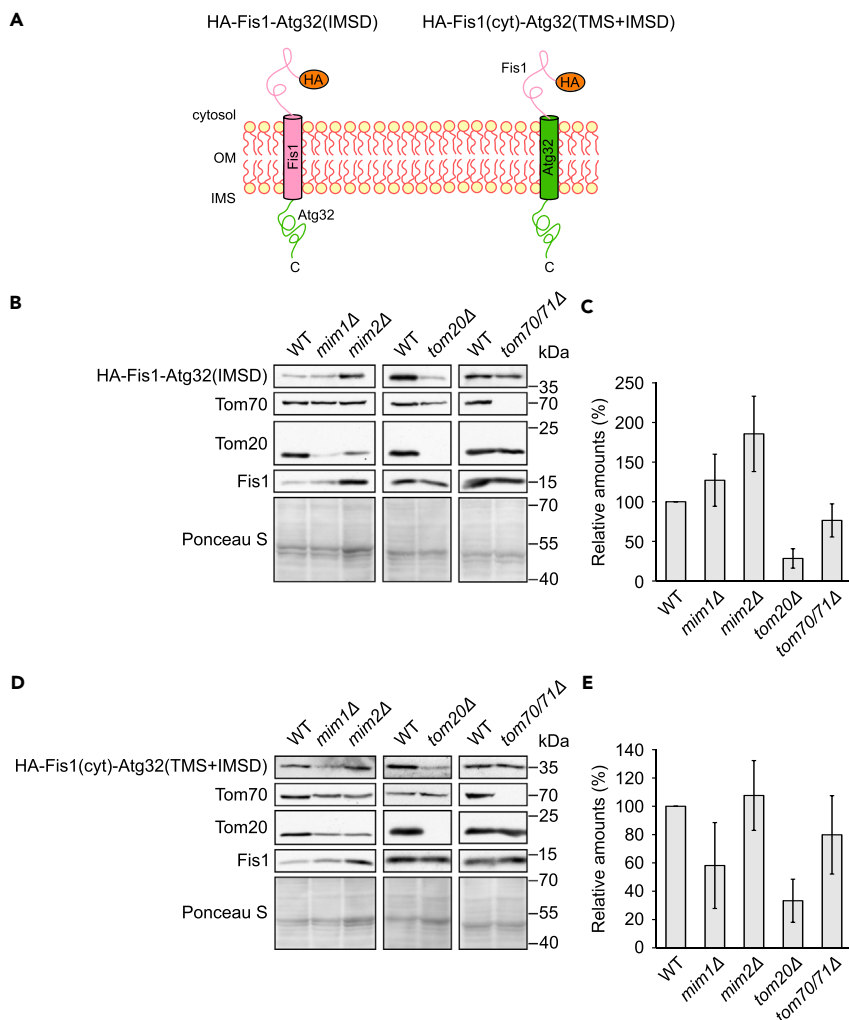 A
HA-Fis1-Atg32(IMSD)
HA-Fis1(cyt)-Atg32(TMS+IMSD)
HA
Fis1
HA
cytosol
OM
IMS
Fis1
Atg32
Atg32
C
C
B
WT
mim1Δ
mim2Δ
WT
tom20Δ
WT
tom70/71Δ
kDa
HA-Fis1-Atg32(IMSD)
35
Tom70
70
25
Tom20
Fis1
15
70
Ponceau S
55
40
C
Relative amounts (%)
250
200
150
100
50
0
WT
mim1Δ
mim2Δ
tom20Δ
tom70/71Δ
D
WT
mim1Δ
mim2Δ
WT
tom20Δ
WT
tom70/71Δ
kDa
HA-Fis1(cyt)-Atg32(TMS+IMSD)
35
Tom70
70
25
Tom20
Fis1
15
70
Ponceau S
55
40
E
Relative amounts (%)
140
120
100
80
60
40
20
0
WT
mim1Δ
mim2Δ
tom20Δ
tom70/71Δ